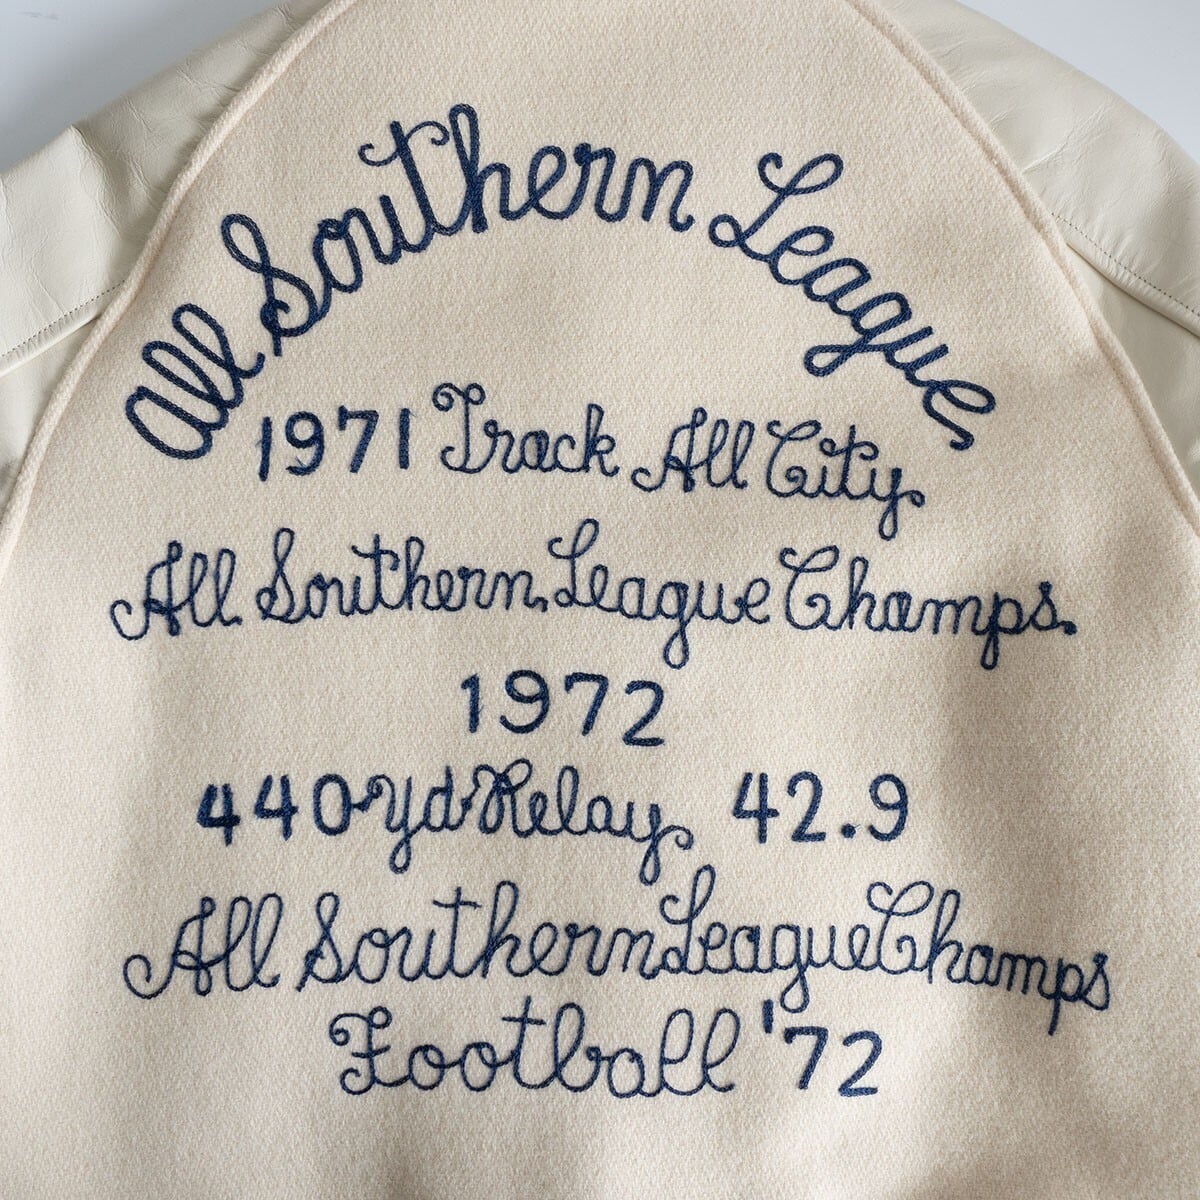 All Southern League
1971 Track All City
All Southern League Champs.
1972
440 yd Relay 42.9
All Southern League Champs
Football '72